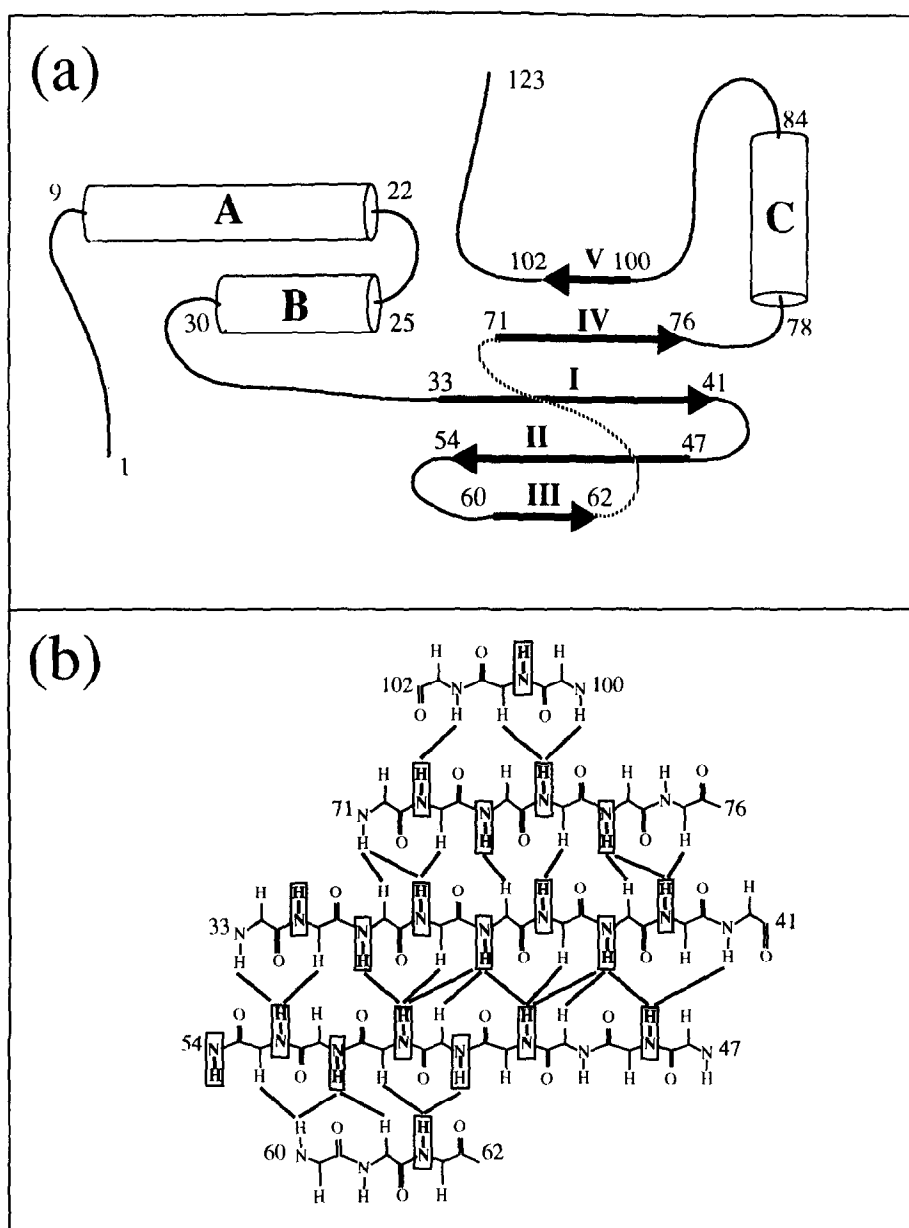 (a)
123
84
9
A
22
C
102
V
100
30
B
25
71
IV
76
78
33
I
41
54
II
47
1
60
III
62
(b)
H O H H
102 N N N 100
O H H O H
H H O H H O H H O
71 N N N N N N 76
H O H H O H H O H
H H O H H O H H O H H O H
N N N N
33 N N N N N 41
H O H H O H H O H H O H H O
O H H O H H O H H O H H
N N N N
54 N N N N N 47
H H O H H O H H O H H O H
H O H H O
60 N N N 62
H H O H